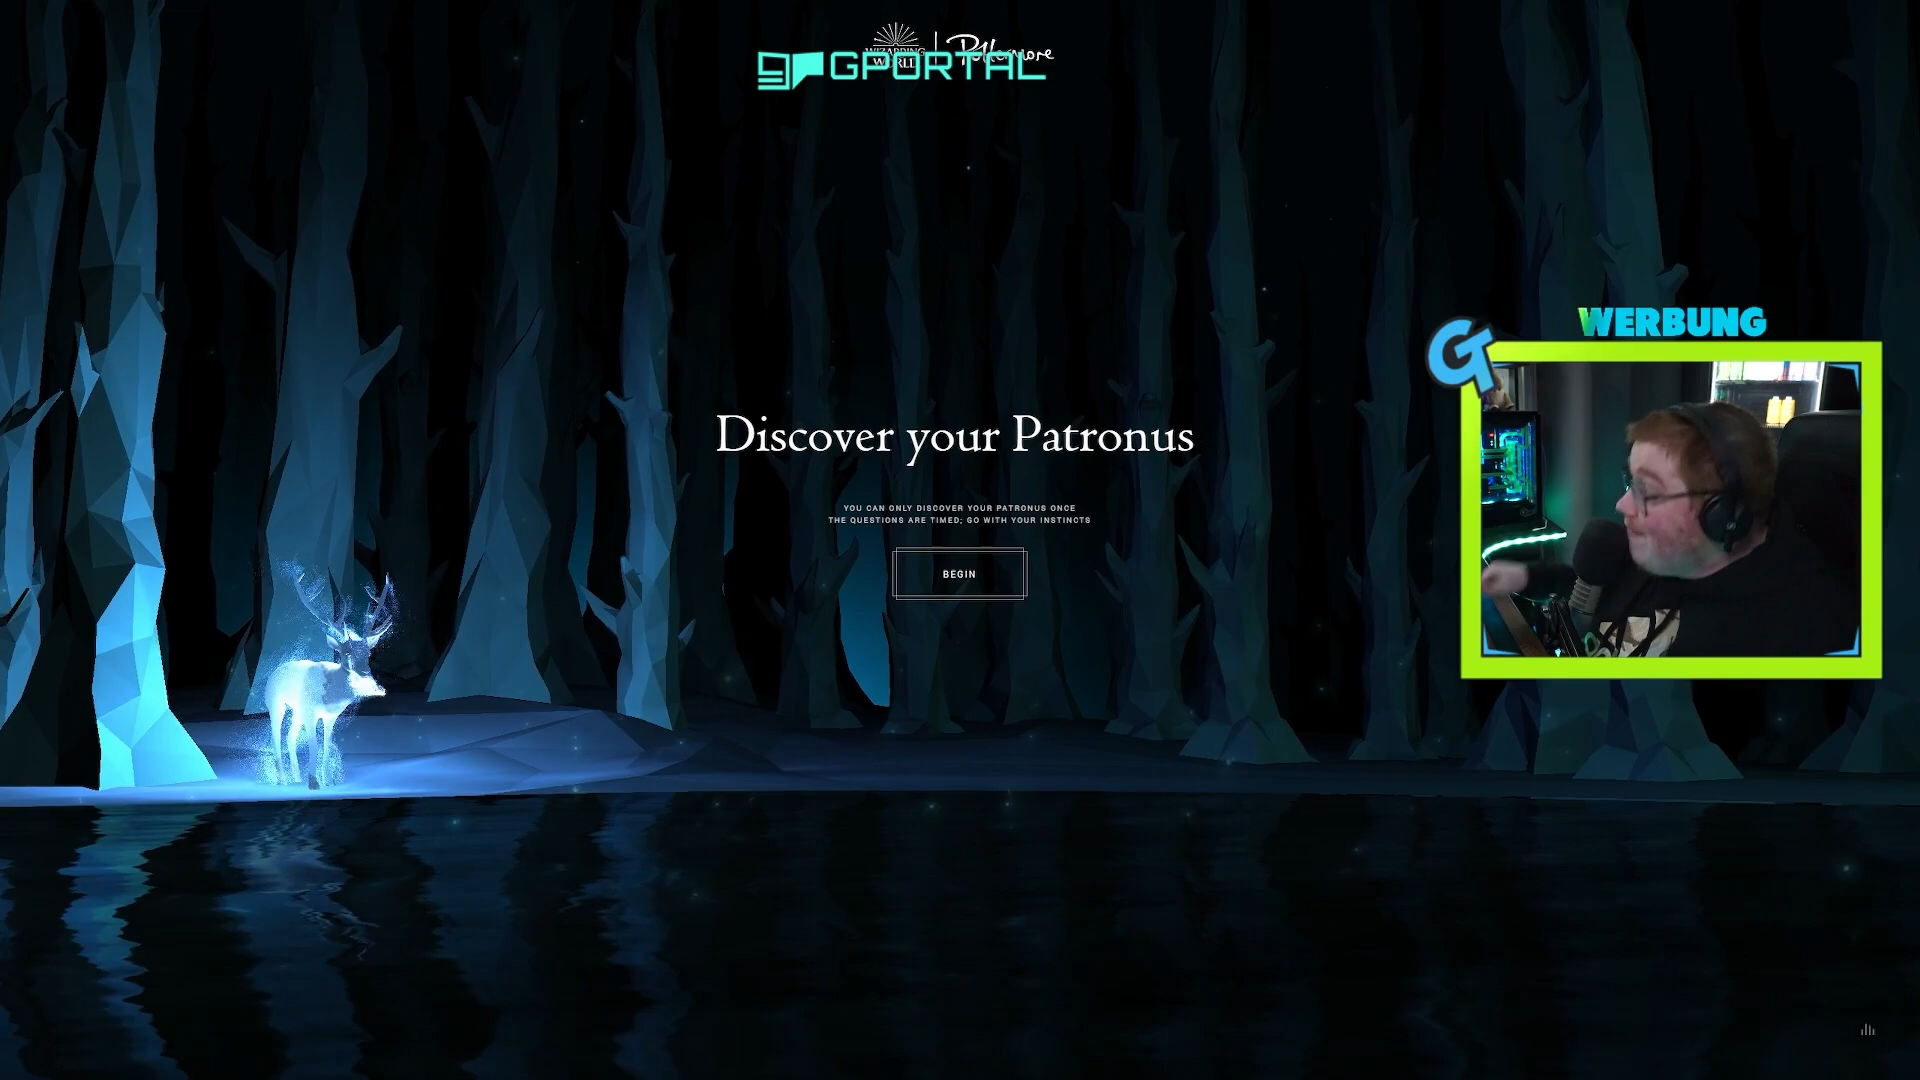 WIZARDING
WORLD
Pottermore
GPORTAL
WERBUNG
GT
Discover your Patronus
YOU CAN ONLY DISCOVER YOUR PATRONUS ONCE
THE QUESTIONS ARE TIMED; GO WITH YOUR INSTINCTS
BEGIN